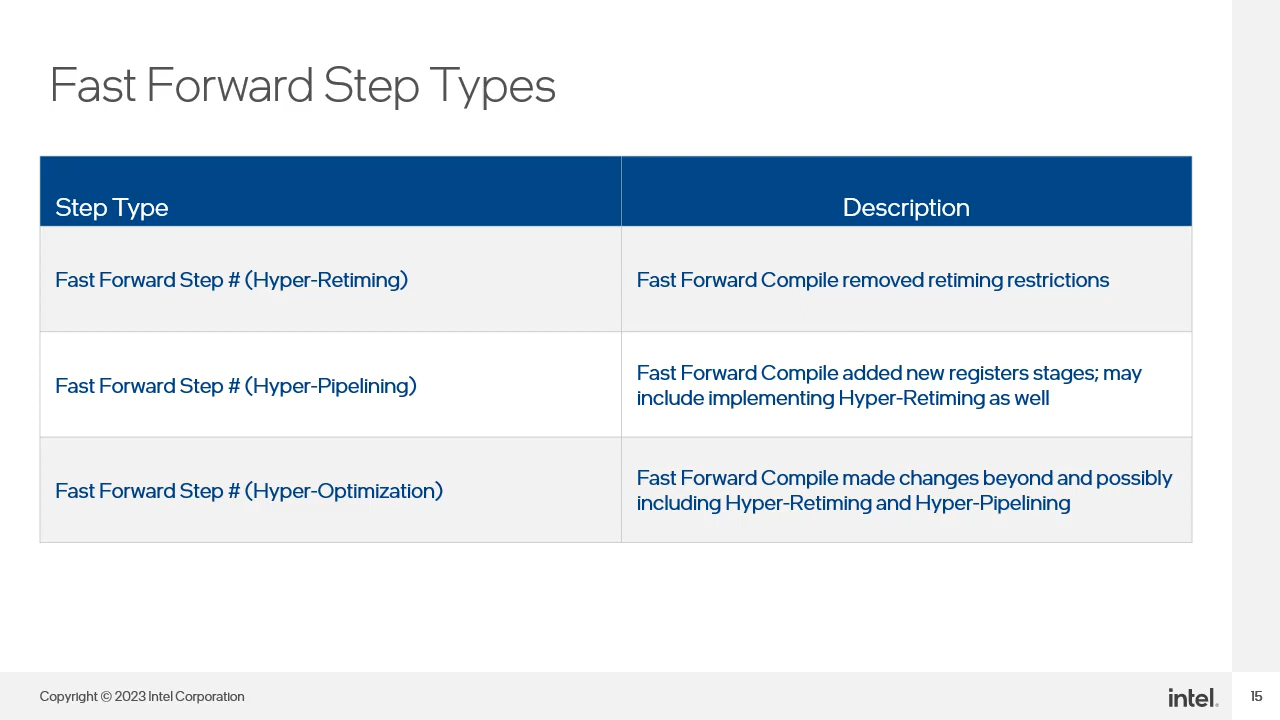 Fast Forward Step Types
Step Type
Description
Fast Forward Step # (Hyper-Retiming)
Fast Forward Compile removed retiming restrictions
Fast Forward Step # (Hyper-Pipelining)
Fast Forward Compile added new registers stages; may
include implementing Hyper-Retiming as well
Fast Forward Step # (Hyper-Optimization)
Fast Forward Compile made changes beyond and possibly
including Hyper-Retiming and Hyper-Pipelining
Copyright © 2023 Intel Corporation
intel.
15